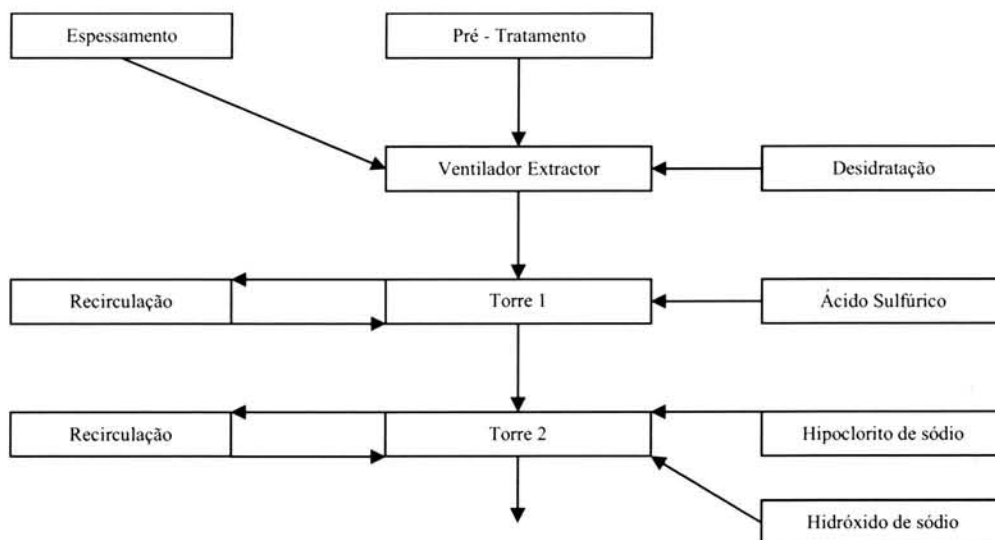 Espessamento
Pré - Tratamento
Ventilador Extractor
Desidratação
Recirculação
Torre 1
Ácido Sulfúrico
Recirculação
Torre 2
Hipoclorito de sódio
Hidróxido de sódio